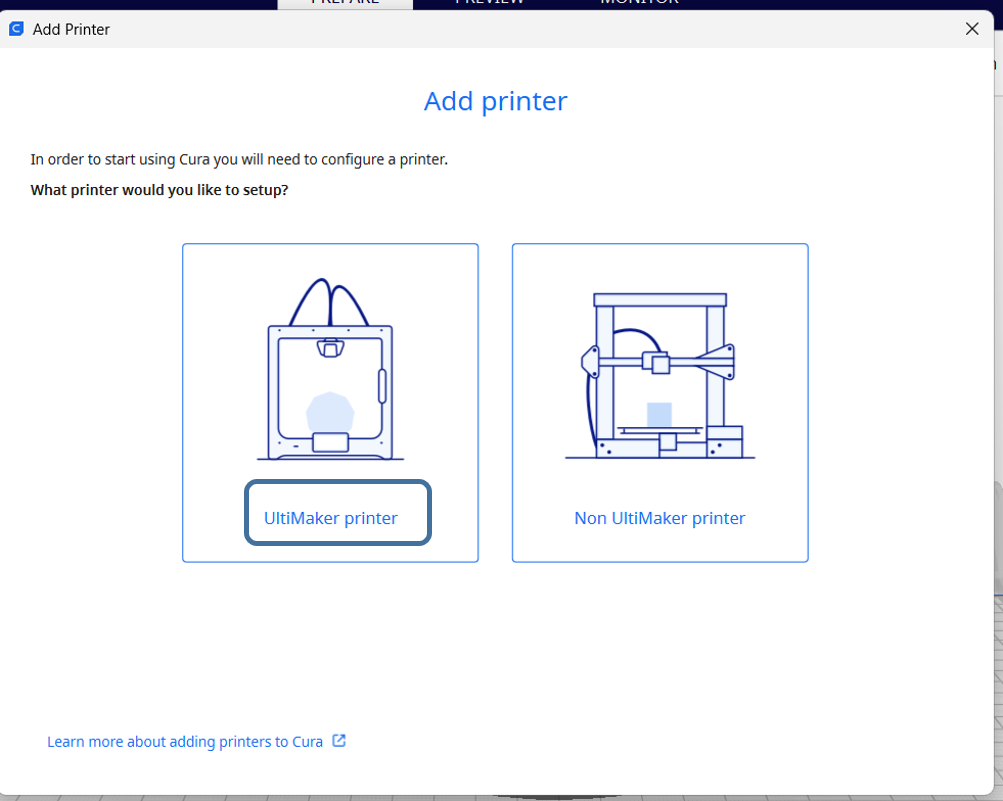 PREPARE PREVIEW MONITOR
Add Printer
Add printer
In order to start using Cura you will need to configure a printer.
What printer would you like to setup?
UltiMaker printer
Non UltiMaker printer
Learn more about adding printers to Cura